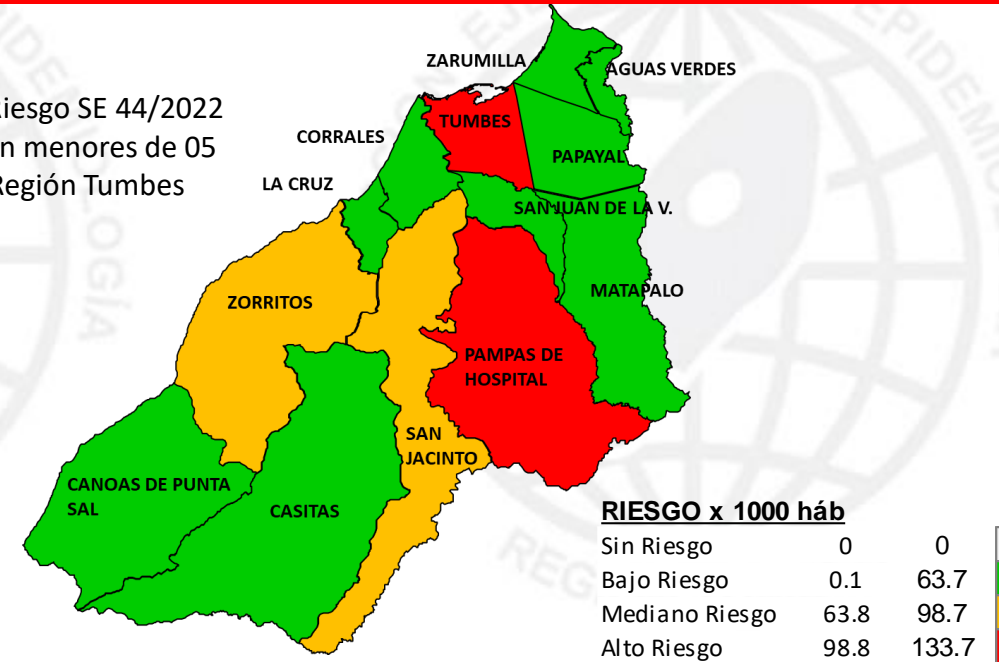 ZARUMILLA
AGUAS VERDES
iesgo SE 44/2022
n menores de 05
Región Tumbes
TUMBES
CORRALES
PAPAYAL
LA CRUZ
SAN JUAN DE LA V.
MATAPALO
ZORRITOS
PAMPAS DE
HOSPITAL
SAN
JACINTO
CANOAS DE PUNTA
SAL
CASITAS
RIESGO x 1000 háb
Sin Riesgo 0 0
Bajo Riesgo 0.1 63.7
Mediano Riesgo 63.8 98.7
Alto Riesgo 98.8 133.7